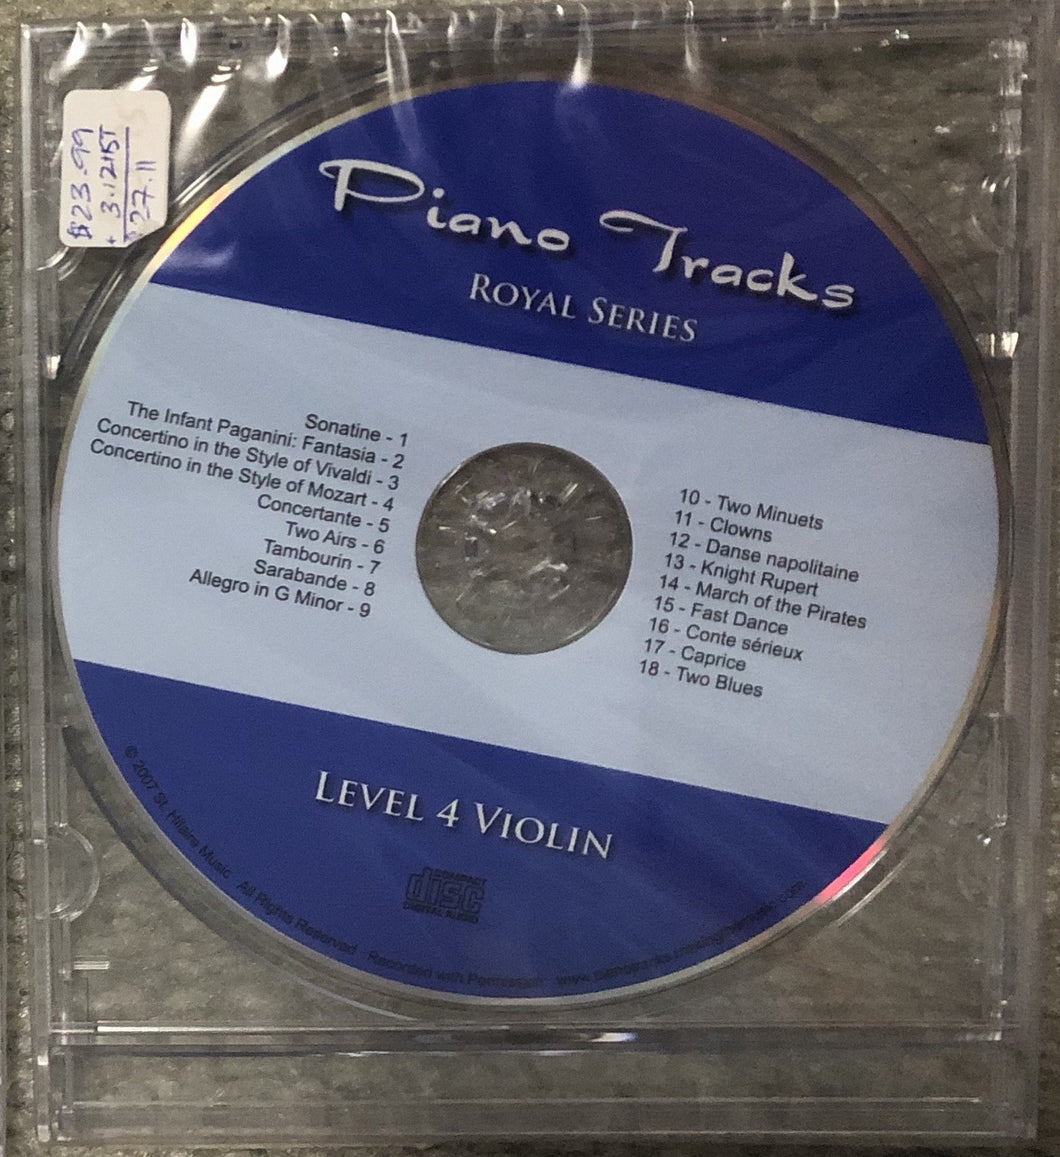 $23.99
+ 3.12 HST
$27.11
Piano Tracks
ROYAL SERIES
Sonatine - 1
The Infant Paganini: Fantasia - 2
Concertino in the Style of Vivaldi - 3
Concertino in the Style of Mozart - 4
Concertante - 5
Two Airs - 6
Tambourin - 7
Sarabande - 8
Allegro in G Minor - 9
10 - Two Minuets
11 - Clowns
12 - Danse napolitaine
13 - Knight Rupert
14 - March of the Pirates
15 - Fast Dance
16 - Conte sérieux
17 - Caprice
18 - Two Blues
LEVEL 4 VIOLIN
COMPACT
disc
DIGITAL AUDIO
© 2007 St. Hilaire Music All Rights Reserved Recorded with Permission